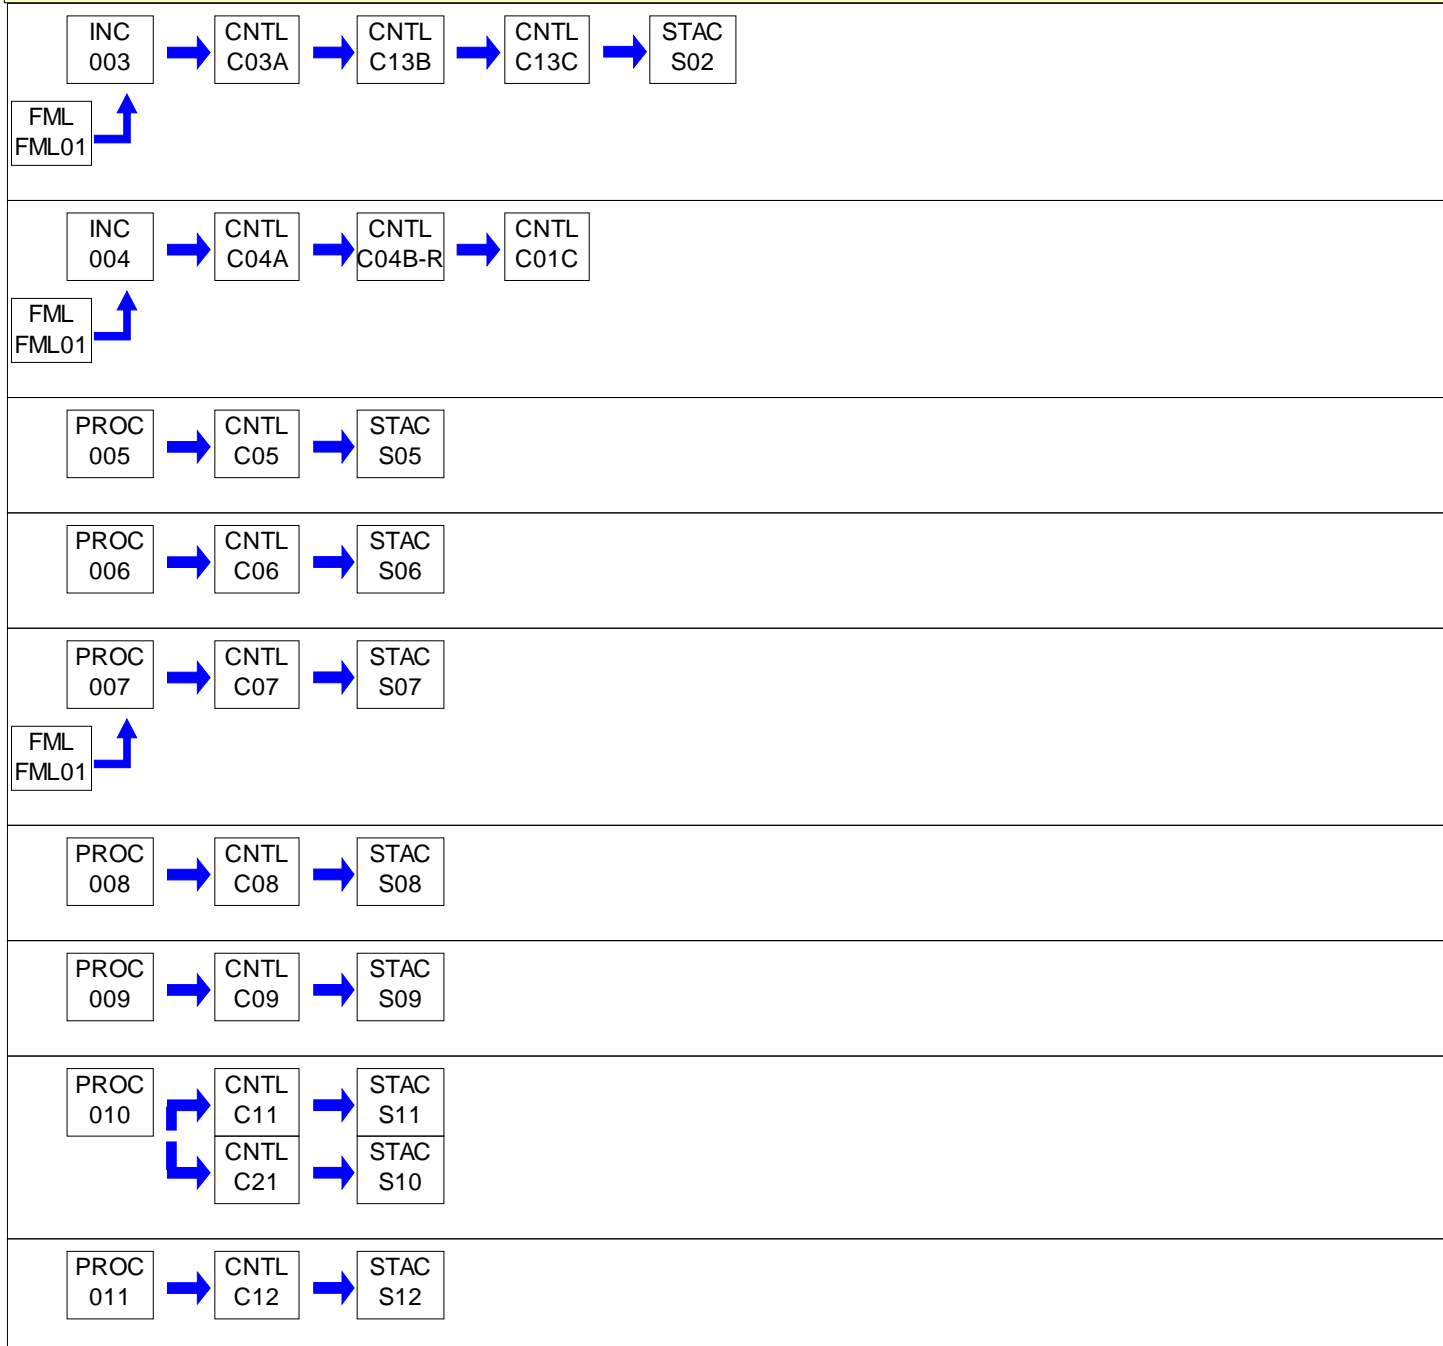 INC
003
CNTL
C03A
CNTL
C13B
CNTL
C13C
STAC
S02
FML
FML01
INC
004
CNTL
C04A
CNTL
C04B-R
CNTL
C01C
FML
FML01
PROC
005
CNTL
C05
STAC
S05
PROC
006
CNTL
C06
STAC
S06
PROC
007
CNTL
C07
STAC
S07
FML
FML01
PROC
008
CNTL
C08
STAC
S08
PROC
009
CNTL
C09
STAC
S09
PROC
010
CNTL
C11
STAC
S11
CNTL
C21
STAC
S10
PROC
011
CNTL
C12
STAC
S12